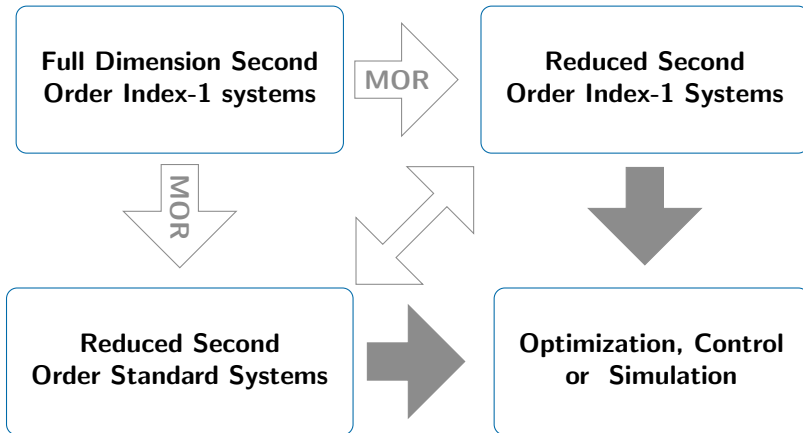 Full Dimension Second
Order Index-1 systems
MOR
Reduced Second
Order Index-1 Systems
MOR
Reduced Second
Order Standard Systems
Optimization, Control
or Simulation